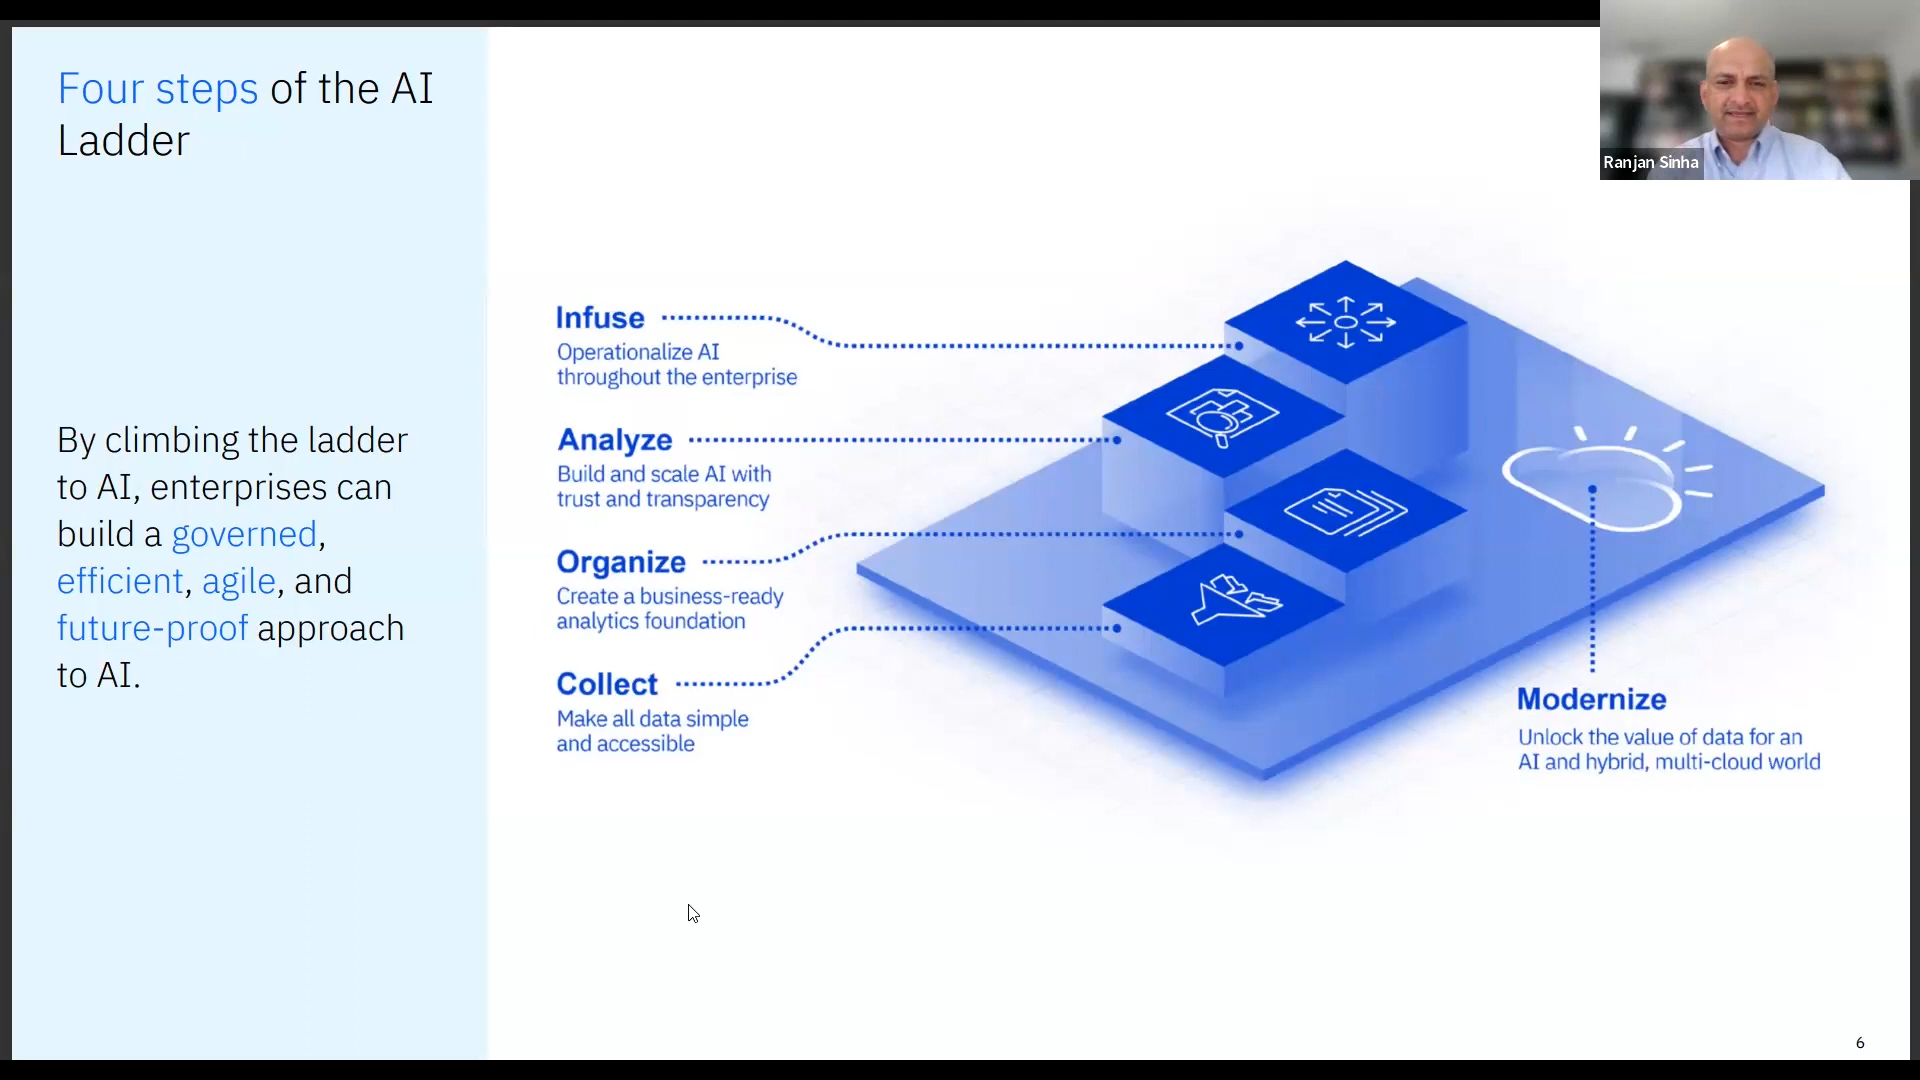 Four steps of the AI
Ladder
By climbing the ladder
to AI, enterprises can
build a governed,
efficient, agile, and
future-proof approach
to AI.
Infuse
Operationalize AI
throughout the enterprise
Analyze
Build and scale AI with
trust and transparency
Organize
Create a business-ready
analytics foundation
Collect
Make all data simple
and accessible
Modernize
Unlock the value of data for an
AI and hybrid, multi-cloud world
Ranjan Sinha
6